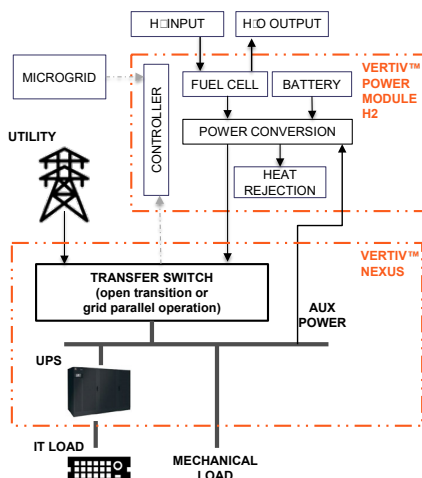 H□INPUT
H□O OUTPUT
MICROGRID
CONTROLLER
FUEL CELL
BATTERY
VERTIV™
POWER
MODULE
H2
POWER CONVERSION
HEAT
REJECTION
UTILITY
TRANSFER SWITCH
(open transition or
grid parallel operation)
VERTIV™
NEXUS
AUX
POWER
UPS
IT LOAD
MECHANICAL
LOAD